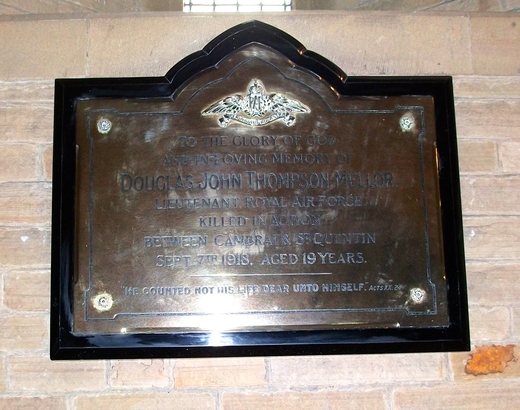 TO THE GLORY OF GOD
AND IN LOVING MEMORY OF
DOUGLAS JOHN THOMPSON MELLOR
LIEUTENANT ROYAL AIR FORCE
KILLED IN ACTION
BETWEEN CAMBRAI & ST QUENTIN
SEPT. 7TH 1918. AGED 19 YEARS.
"HE COUNTED NOT HIS LIFE DEAR UNTO HIMSELF." ACTS XX.